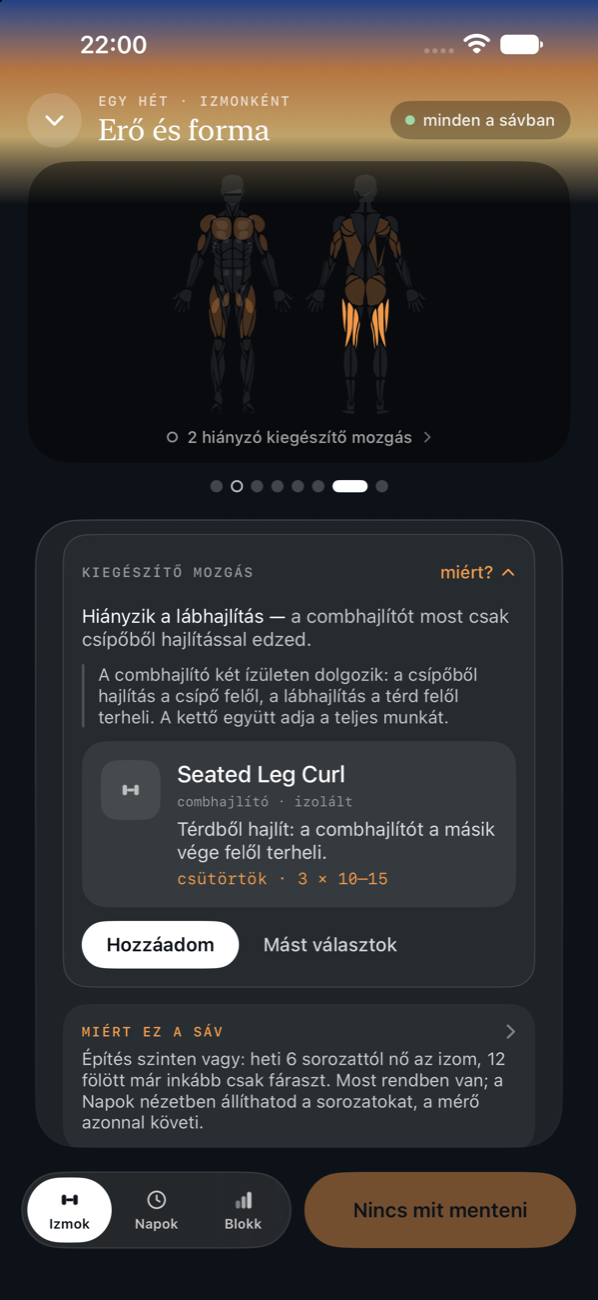 22:00
EGY HÉT · IZMONKÉNT
Erő és forma
minden a sávban
2 hiányzó kiegészítő mozgás
KIEGÉSZÍTŐ MOZGÁS
miért?
Hiányzik a lábhajlítás — a combhajlítót most csak
csípőből hajlítással edzed.
A combhajlító két ízületen dolgozik: a csípőből
hajlítás a csípő felől, a lábhajlítás a térd felől
terheli. A kettő együtt adja a teljes munkát.
Seated Leg Curl
combhajlító · izolált
Térdből hajlít: a combhajlítót a másik
vége felől terheli.
csütörtök · 3 × 10–15
Hozzáadom
Mást választok
MIÉRT EZ A SÁV
Építés szinten vagy: heti 6 sorozattól nő az izom, 12
fölött már inkább csak fáraszt. Most rendben van; a
Napok nézetben állíthatod a sorozatokat, a mérő
azonnal követi.
Izmok
Napok
Blokk
Nincs mit menteni